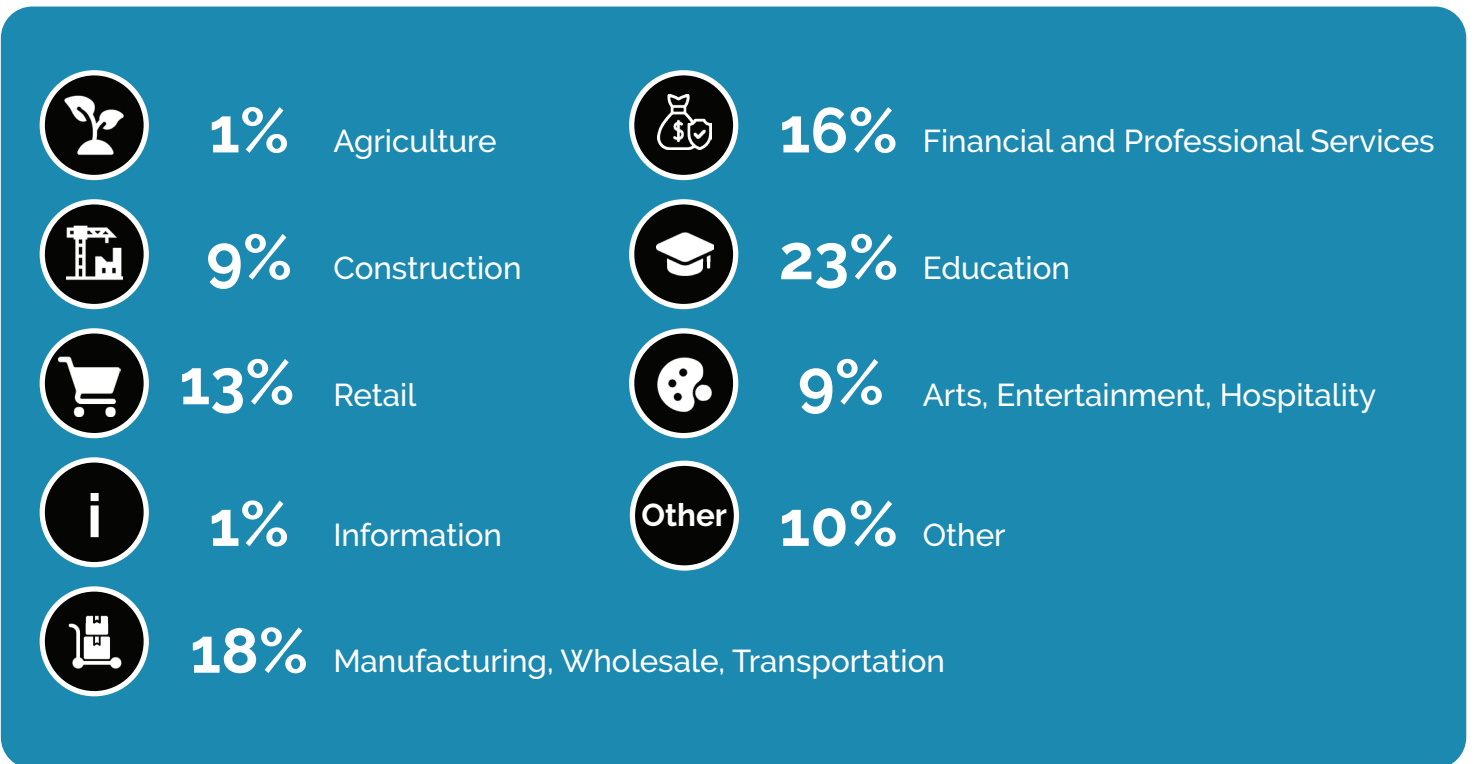 1% Agriculture
9% Construction
13% Retail
i 1% Information
18% Manufacturing, Wholesale, Transportation
$ 16% Financial and Professional Services
23% Education
9% Arts, Entertainment, Hospitality
Other 10% Other